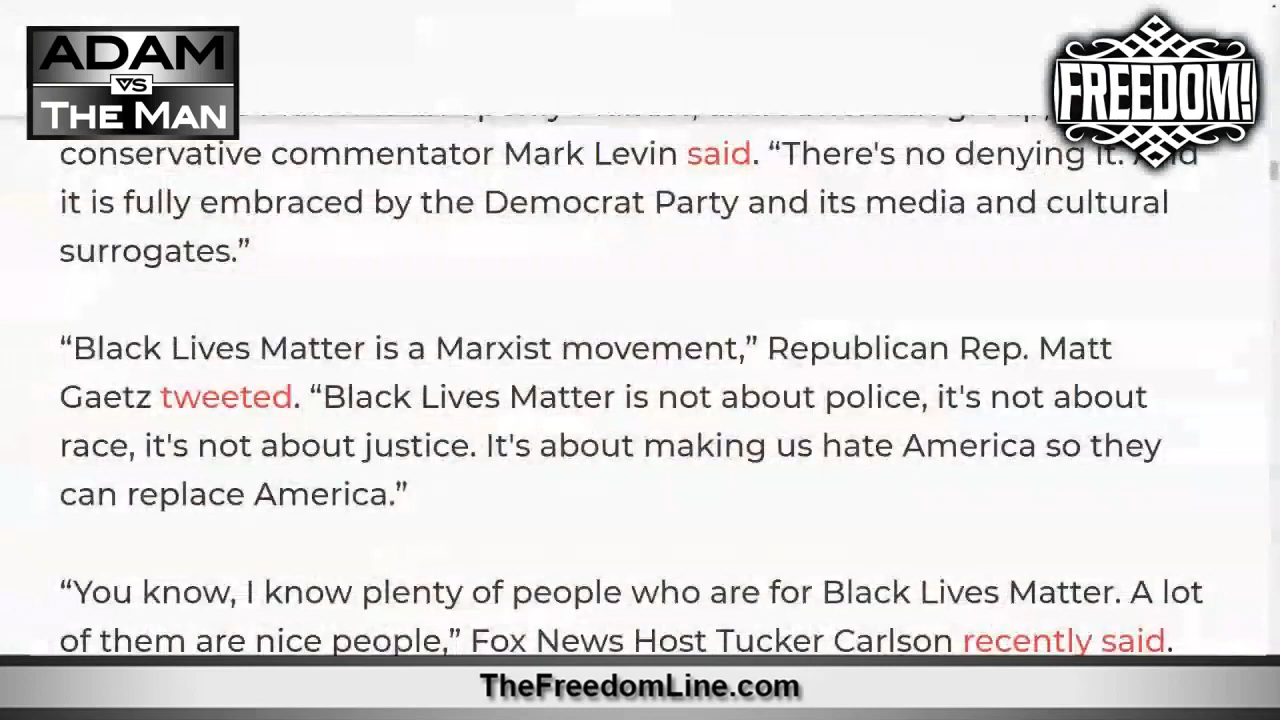 ADAM
VS
THE MAN
FREEDOM!
conservative commentator Mark Levin said. “There's no denying it.
it is fully embraced by the Democrat Party and its media and cultural
surrogates.”
“Black Lives Matter is a Marxist movement,” Republican Rep. Matt
Gaetz tweeted. “Black Lives Matter is not about police, it's not about
race, it's not about justice. It's about making us hate America so they
can replace America.”
“You know, I know plenty of people who are for Black Lives Matter. A lot
of them are nice people,” Fox News Host Tucker Carlson recently said.
TheFreedomLine.com